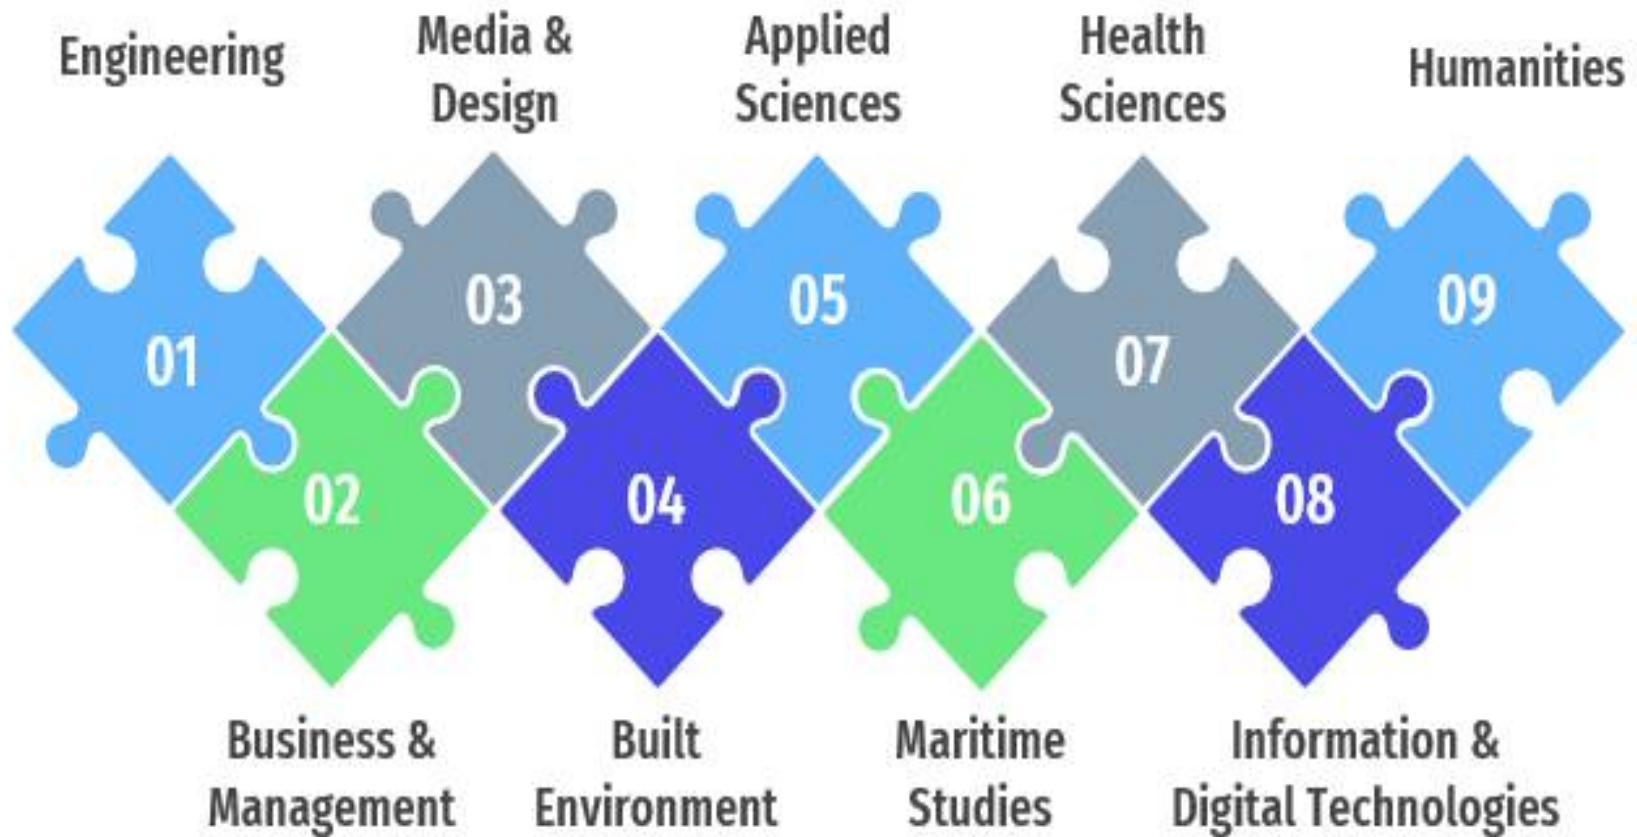 Engineering
Media &
Design
Applied
Sciences
Health
Sciences
Humanities
01
02
03
04
05
06
07
08
09
Business &
Management
Built
Environment
Maritime
Studies
Information &
Digital Technologies